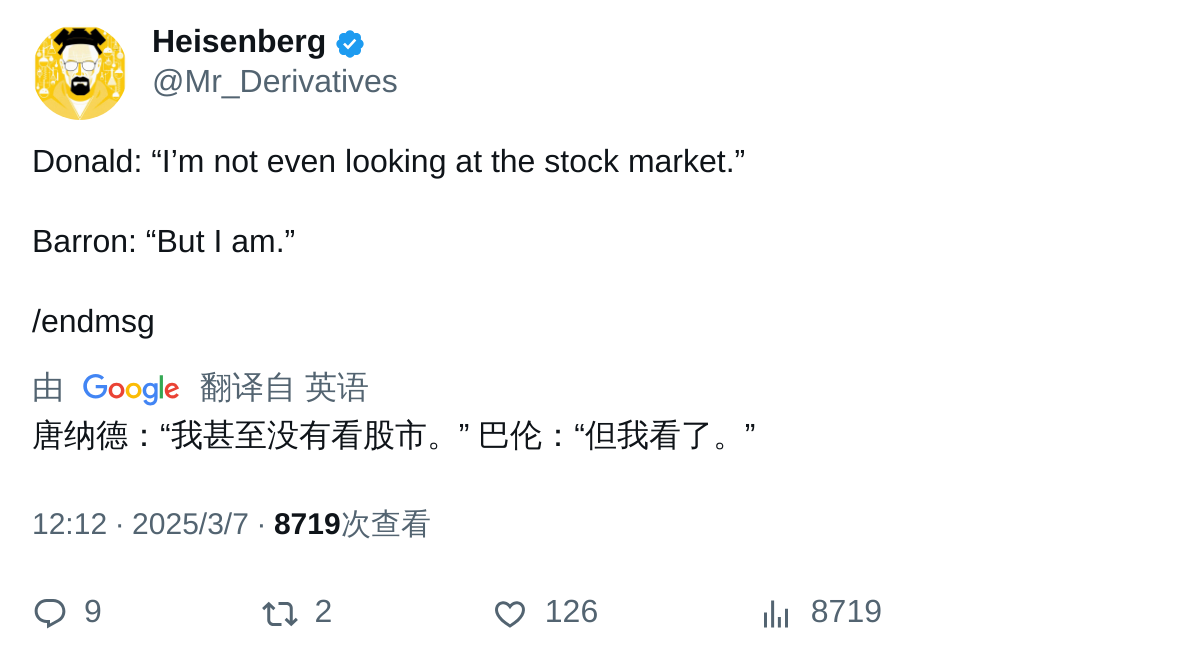 Heisenberg
@Mr_Derivatives
Donald: “I’m not even looking at the stock market.”
Barron: “But I am.”
/endmsg
由 Google 翻译自 英语
唐纳德：“我甚至没有看股市。” 巴伦：“但我看了。”
12:12 · 2025/3/7 · 8719次查看
9 2 126 8719